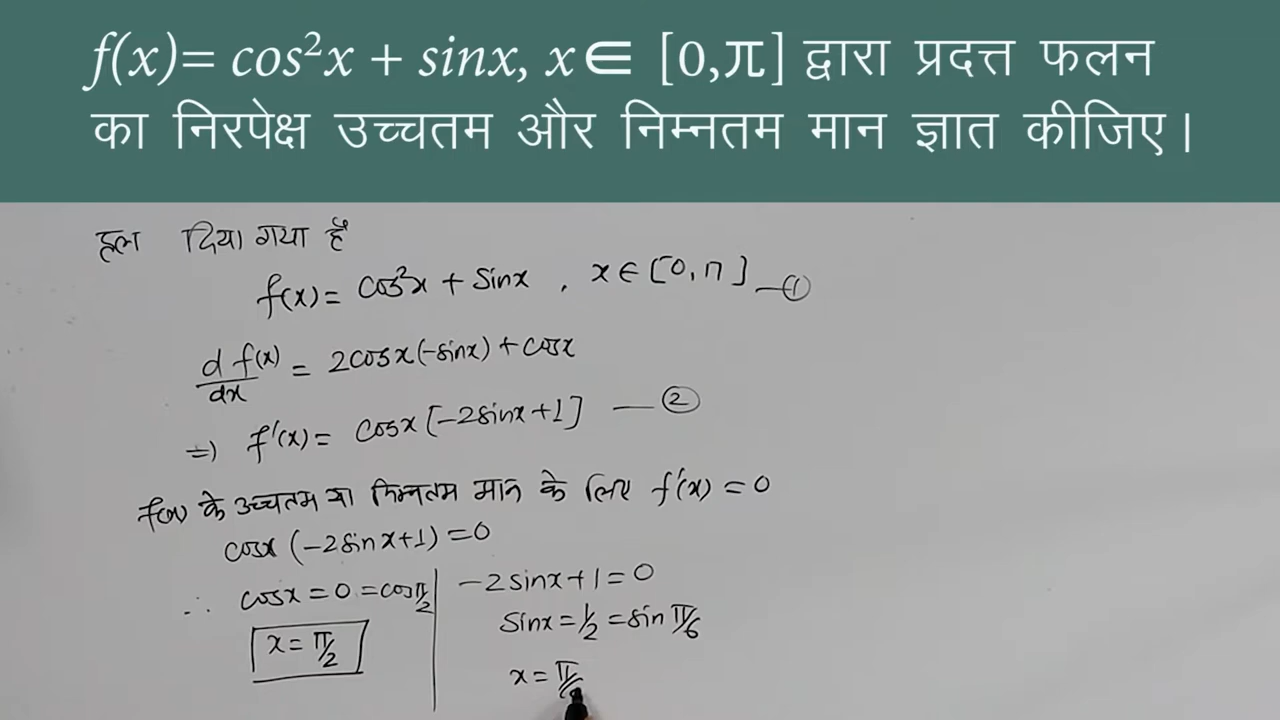 f(x)= cos²x + sinx, x∈ [0,π] द्वारा प्रदत्त फलन
का निरपेक्ष उच्चतम और निम्नतम मान ज्ञात कीजिए।
हल दिया गया है
f(x)= cos²x + sinx , x∈[0,π] —①
d f(x)/dx = 2cosx(-sinx)+cosx
=) f'(x)= cosx[-2sinx+1] —②
f(x) के उच्चतम या निम्नतम मान के लिए f'(x)=0
cosx (-2sinx+1)=0
∴ cosx=0=cosπ/2
x=π/2
-2sinx+1=0
sinx=1/2=sin π/6
x=π/6